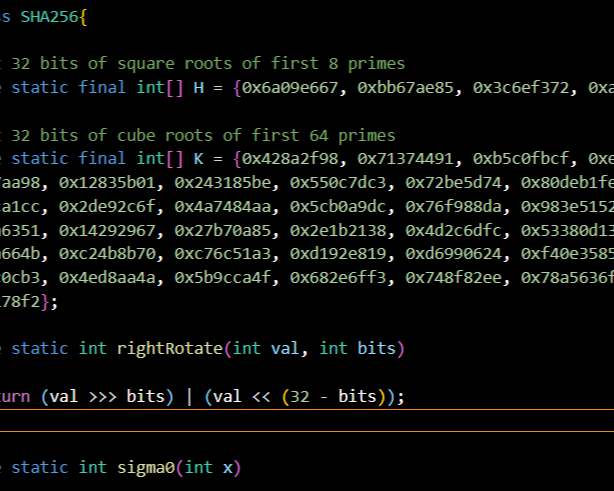 s SHA256{
32 bits of square roots of first 8 primes
static final int[] H = {0x6a09e667, 0xbb67ae85, 0x3c6ef372, 0xa
32 bits of cube roots of first 64 primes
static final int[] K = {0x428a2f98, 0x71374491, 0xb5c0fbcf, 0xe
aa98, 0x12835b01, 0x243185be, 0x550c7dc3, 0x72be5d74, 0x80deb1fe
a1cc, 0x2de92c6f, 0x4a7484aa, 0x5cb0a9dc, 0x76f988da, 0x983e5152
6351, 0x14292967, 0x27b70a85, 0x2e1b2138, 0x4d2c6dfc, 0x53380d13
664b, 0xc24b8b70, 0xc76c51a3, 0xd192e819, 0xd6990624, 0xf40e3585
0cb3, 0x4ed8aa4a, 0x5b9cca4f, 0x682e6ff3, 0x748f82ee, 0x78a5636f
78f2};
static int rightRotate(int val, int bits)
urn (val >>> bits) | (val << (32 - bits));
static int sigma0(int x)